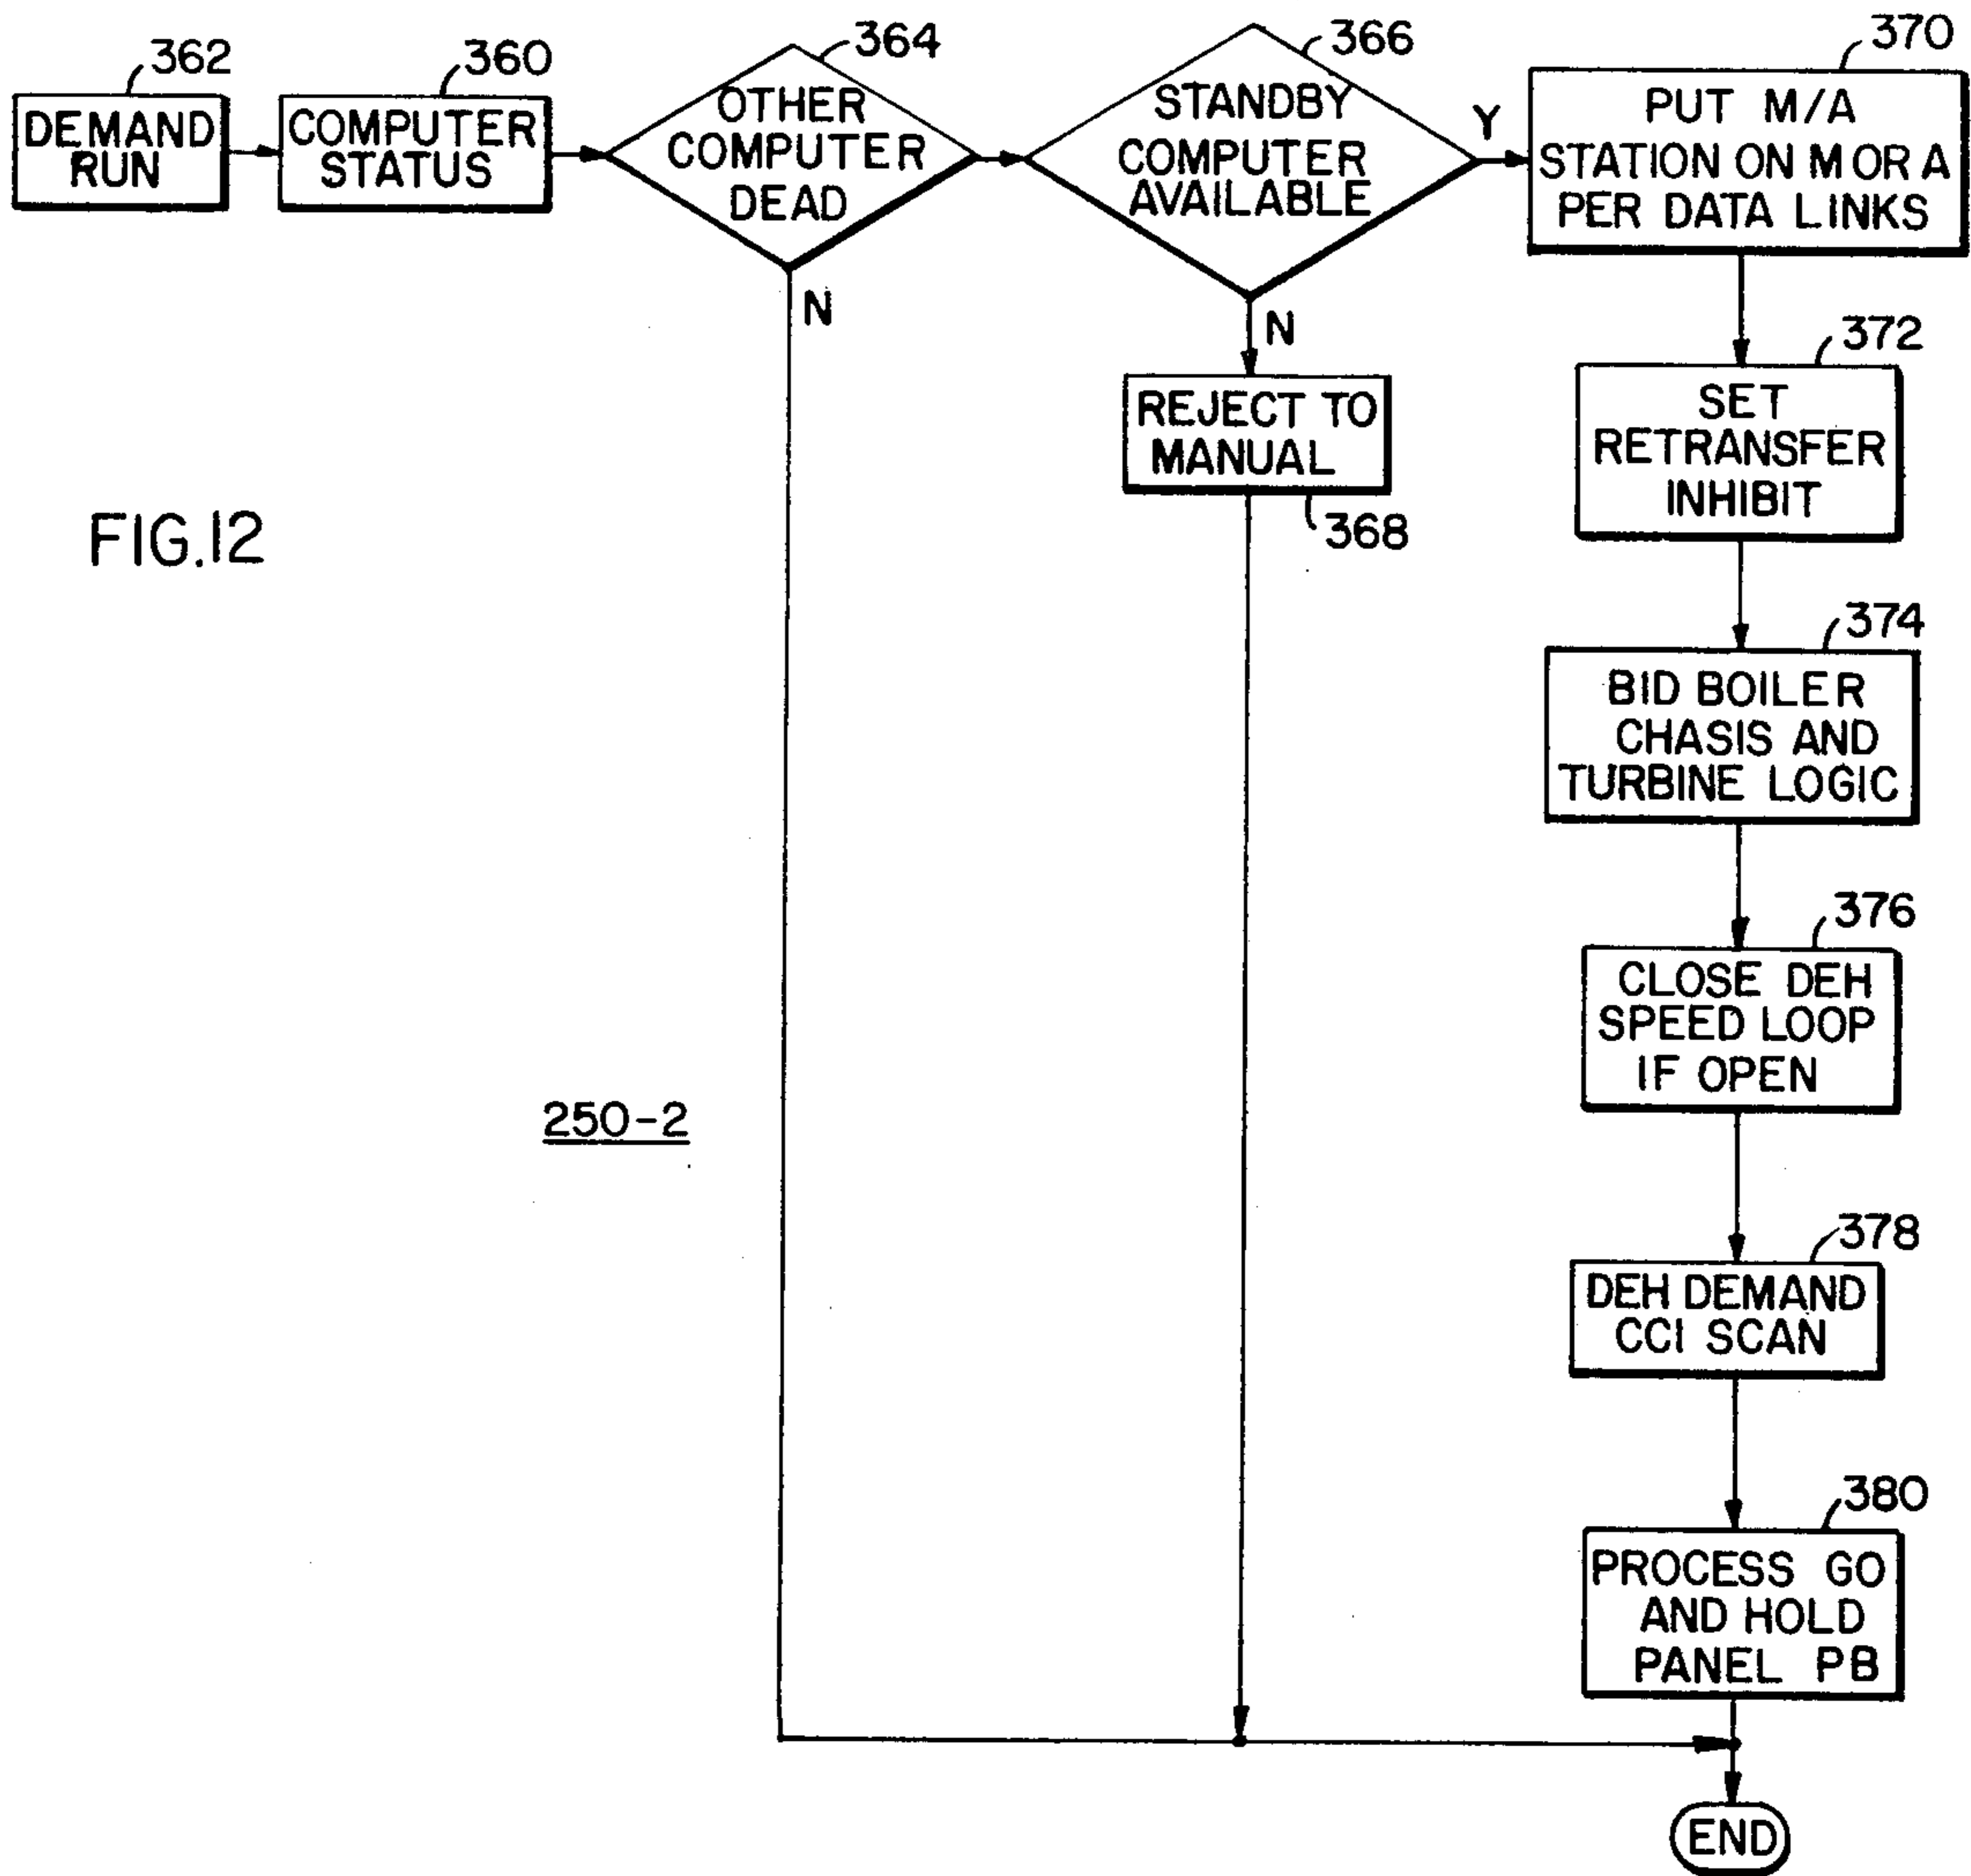 362
DEMAND
RUN
360
COMPUTER
STATUS
364
OTHER
COMPUTER
DEAD
N
366
STANDBY
COMPUTER
AVAILABLE
Y
N
REJECT TO
MANUAL
368
370
PUT M/A
STATION ON M OR A
PER DATA LINKS
372
SET
RETRANSFER
INHIBIT
374
BID BOILER
CHASIS AND
TURBINE LOGIC
376
CLOSE DEH
SPEED LOOP
IF OPEN
378
DEH DEMAND
CCI SCAN
380
PROCESS GO
AND HOLD
PANEL PB
END
FIG.12
250-2